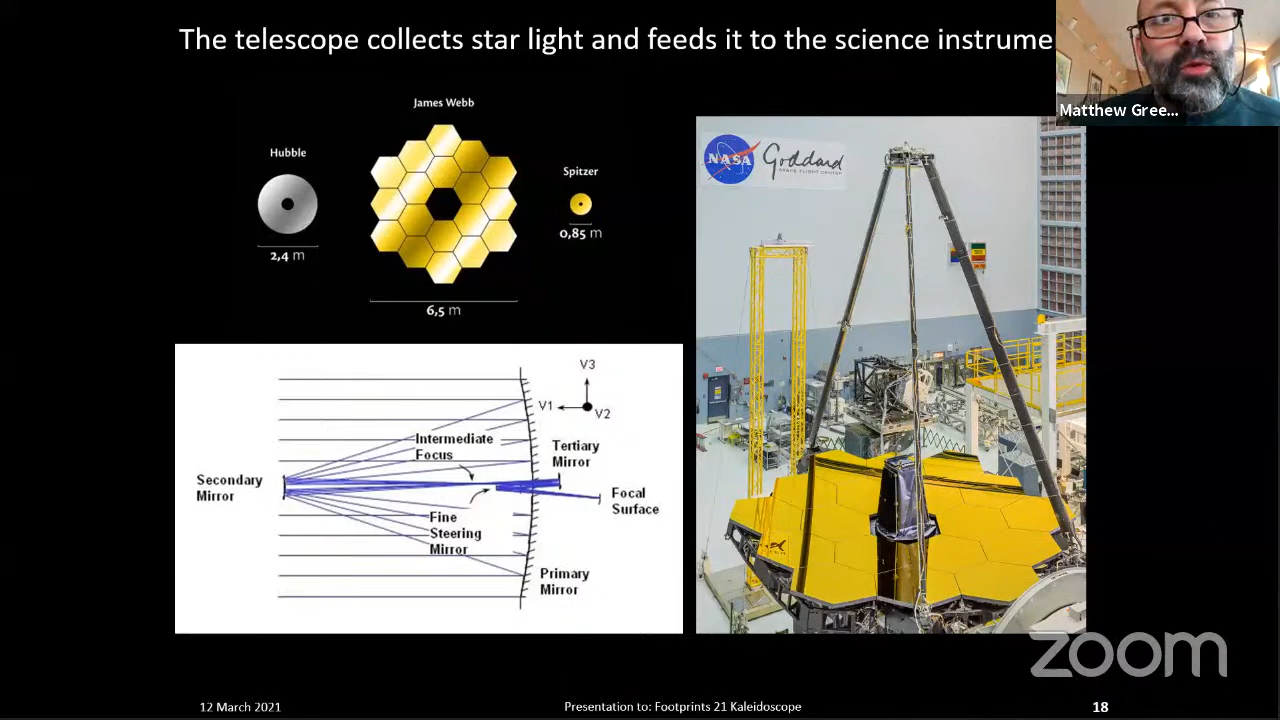 The telescope collects star light and feeds it to the science instrume
Matthew Gree...
James Webb
Hubble
Spitzer
2,4 m
0,85 m
6,5 m
NASA
Goddard
SPACE FLIGHT CENTER
V3
V1
V2
Intermediate
Focus
Tertiary
Mirror
Secondary
Mirror
Focal
Surface
Fine
Steering
Mirror
Primary
Mirror
zoom
12 March 2021
Presentation to: Footprints 21 Kaleidoscope
18